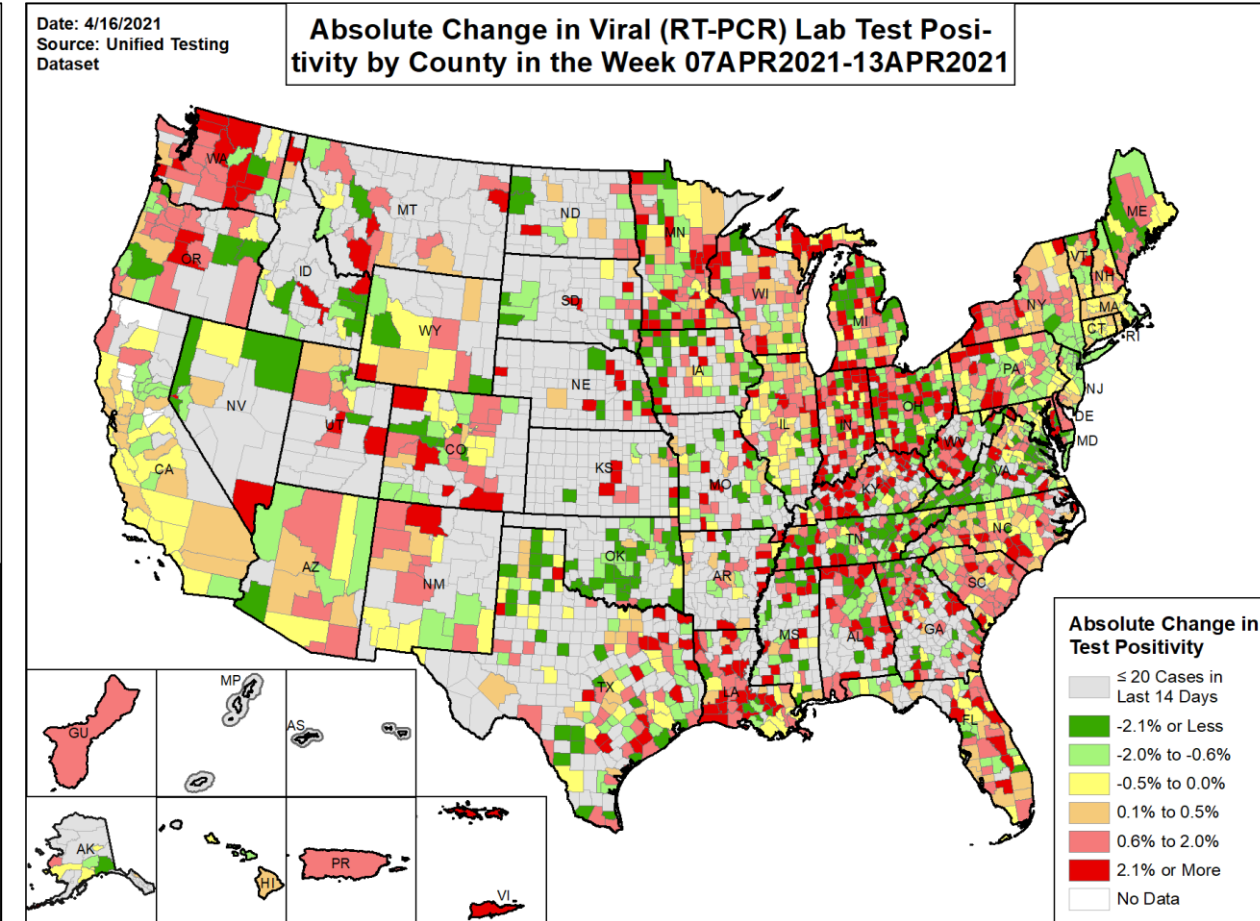 Date: 4/16/2021
Source: Unified Testing
Dataset
Absolute Change in Viral (RT-PCR) Lab Test Posi-
tivity by County in the Week 07APR2021-13APR2021
WA
MT
ND
MN
ME
OR
ID
SD
WI
VT
NH
NY
MA
WY
MI
CT
RI
IA
PA
NE
NJ
NV
OH
IL
IN
DE
UT
CO
WV
MD
CA
KS
MO
VA
KY
NC
OK
TN
AZ
AR
NM
SC
MS
AL
GA
TX
LA
FL
MP
AS
GU
AK
HI
PR
VI
Absolute Change in
Test Positivity
≤ 20 Cases in
Last 14 Days
-2.1% or Less
-2.0% to -0.6%
-0.5% to 0.0%
0.1% to 0.5%
0.6% to 2.0%
2.1% or More
No Data